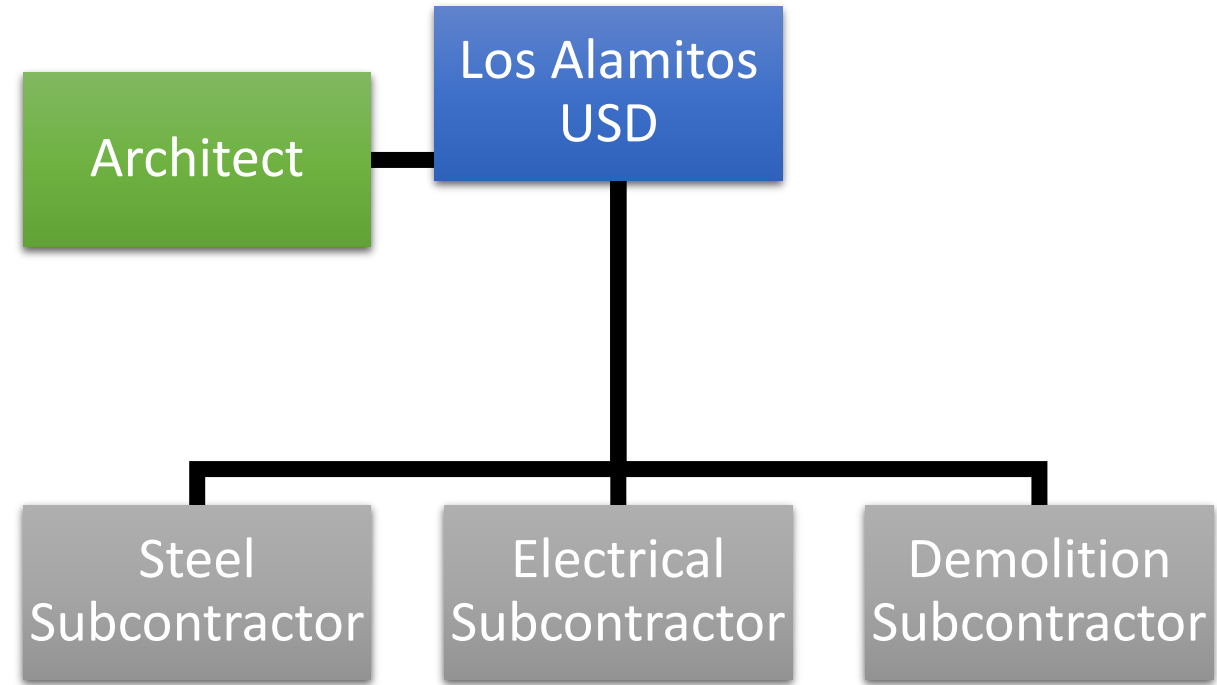 Los Alamitos
USD
Architect
Steel
Subcontractor
Electrical
Subcontractor
Demolition
Subcontractor